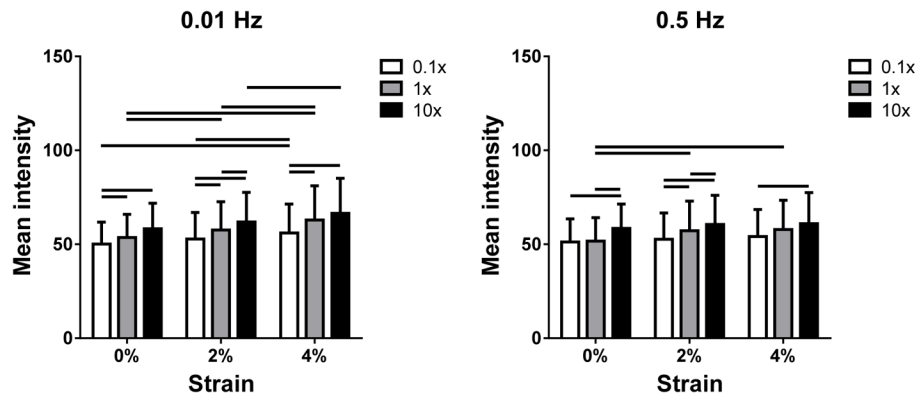 0.01 Hz
150
100
50
0
Mean intensity
0%
2%
4%
Strain
0.1x
1x
10x
0.5 Hz
150
100
50
0
Mean intensity
0%
2%
4%
Strain
0.1x
1x
10x